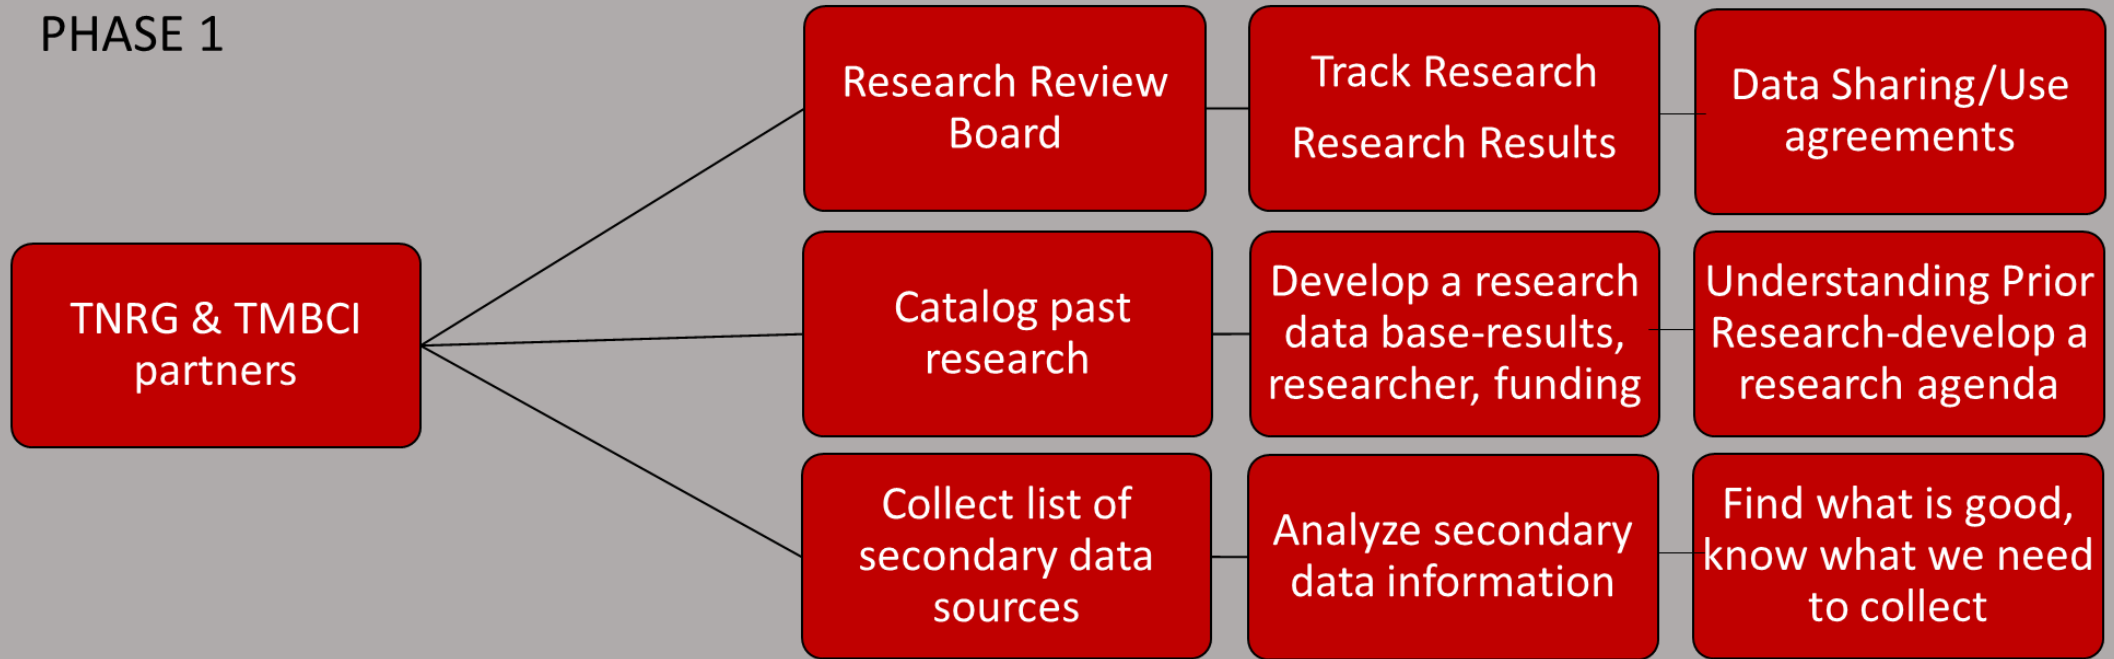 PHASE 1
Research Review
Board
Track Research
Research Results
Data Sharing/Use
agreements
TNRG & TMBCI
partners
Catalog past
research
Develop a research
data base-results,
researcher, funding
Understanding Prior
Research-develop a
research agenda
Collect list of
secondary data
sources
Analyze secondary
data information
Find what is good,
know what we need
to collect